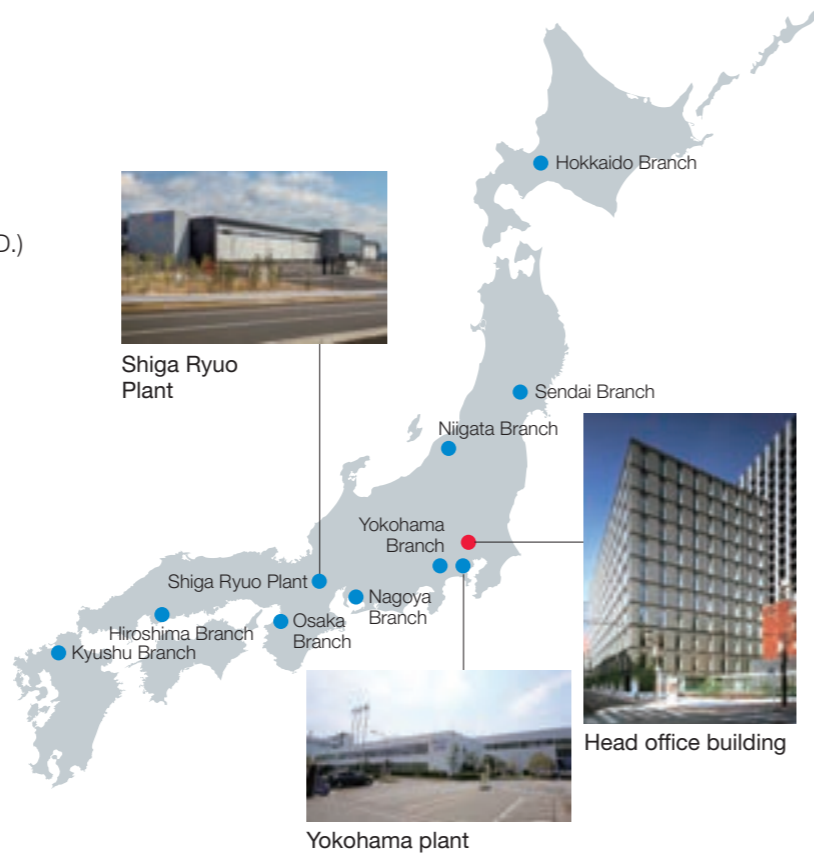 Hokkaido Branch
D.)
Shiga Ryuo
Plant
Sendai Branch
Niigata Branch
Yokohama
Branch
Shiga Ryuo Plant
Nagoya
Branch
Osaka
Branch
Hiroshima Branch
Kyushu Branch
Head office building
Yokohama plant